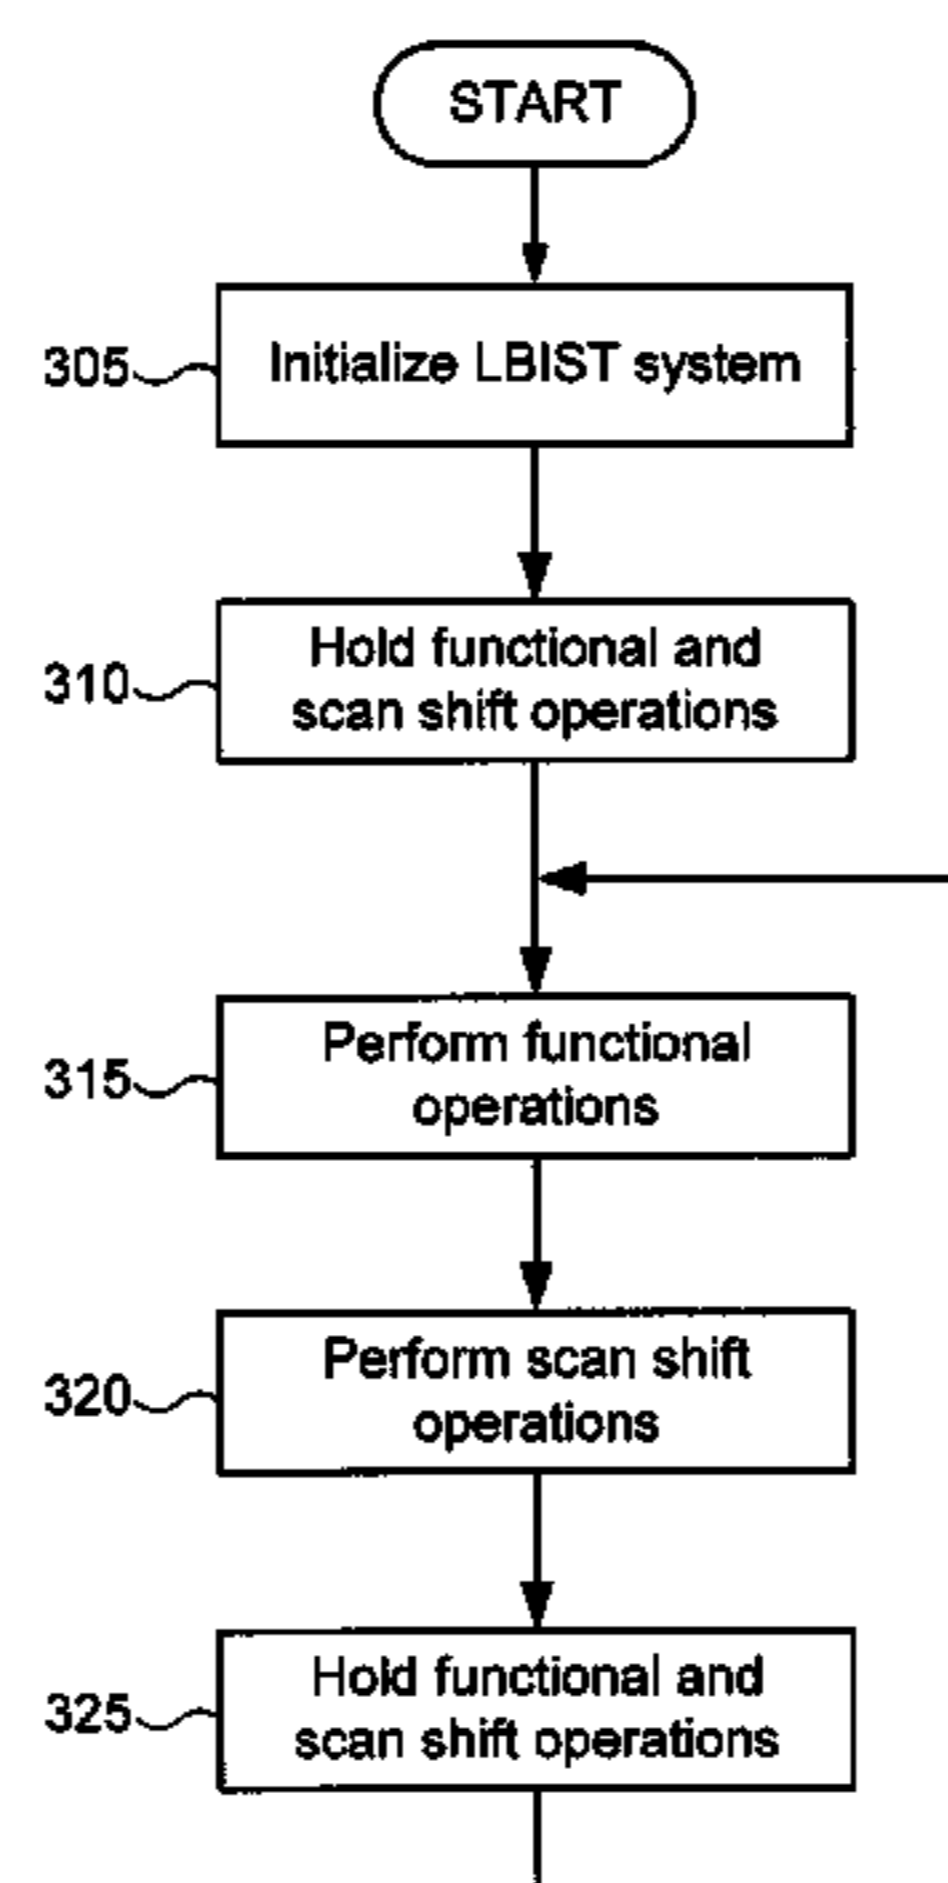 START
305 Initialize LBIST system
310 Hold functional and
scan shift operations
315 Perform functional
operations
320 Perform scan shift
operations
325 Hold functional and
scan shift operations